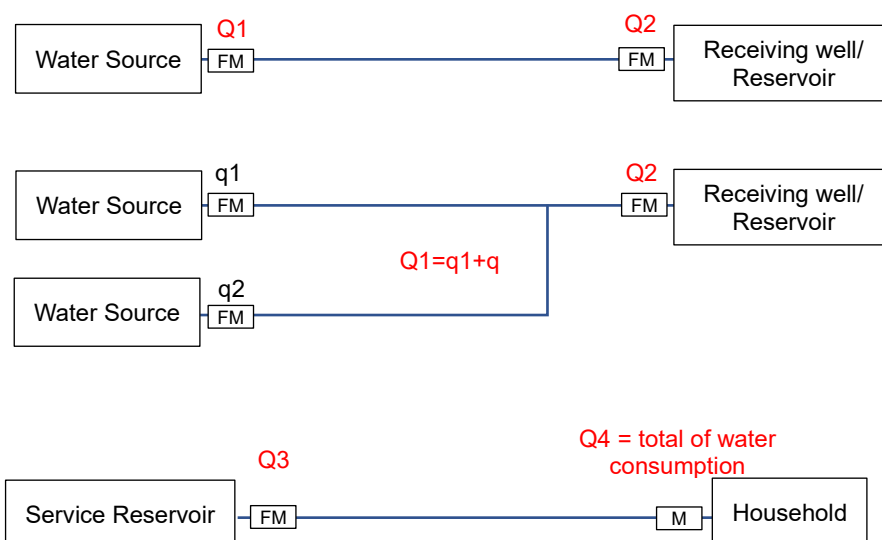 Q1
Q2
Water Source
FM
FM
Receiving well/
Reservoir
q1
Q2
Water Source
FM
FM
Receiving well/
Reservoir
Q1=q1+q
q2
Water Source
FM
Q3
Q4 = total of water
consumption
Service Reservoir
FM
M
Household